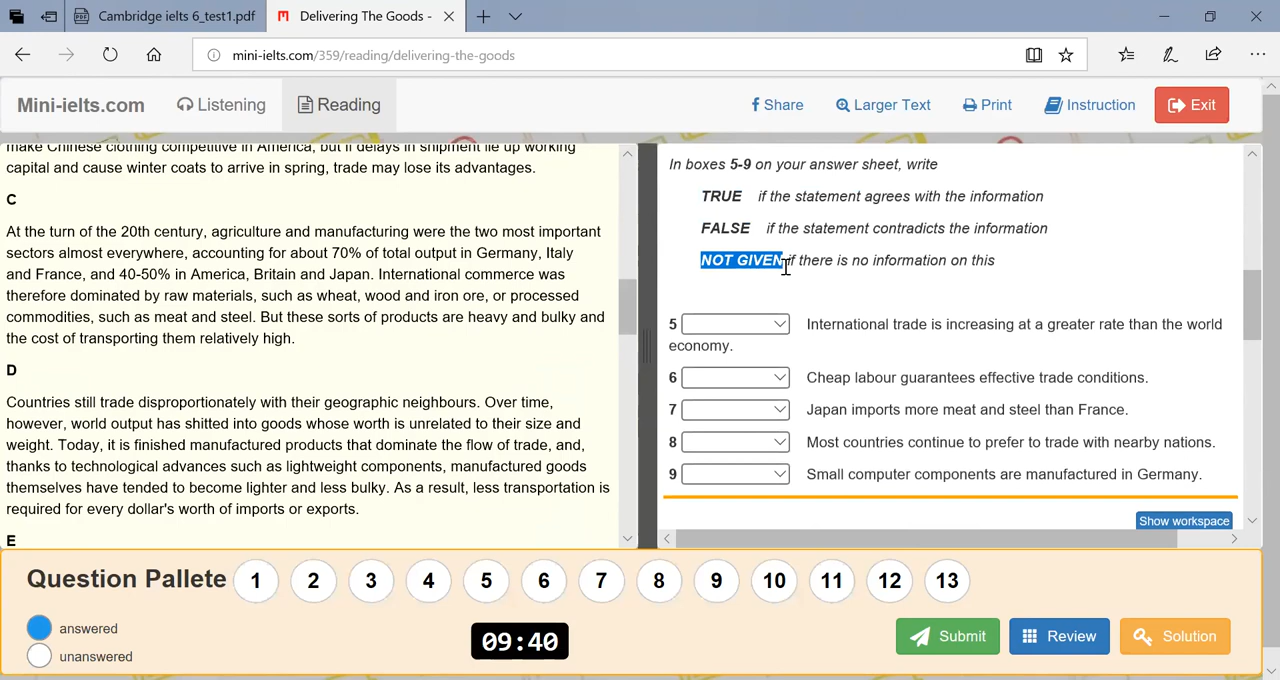 Cambridge ielts 6_test1.pdf
Delivering The Goods -
mini-ielts.com/359/reading/delivering-the-goods
Mini-ielts.com
Listening
Reading
Share
Larger Text
Print
Instruction
Exit
make Chinese clothing competitive in America, but if delays in shipment tie up working
capital and cause winter coats to arrive in spring, trade may lose its advantages.
C
At the turn of the 20th century, agriculture and manufacturing were the two most important
sectors almost everywhere, accounting for about 70% of total output in Germany, Italy
and France, and 40-50% in America, Britain and Japan. International commerce was
therefore dominated by raw materials, such as wheat, wood and iron ore, or processed
commodities, such as meat and steel. But these sorts of products are heavy and bulky and
the cost of transporting them relatively high.
D
Countries still trade disproportionately with their geographic neighbours. Over time,
however, world output has shitted into goods whose worth is unrelated to their size and
weight. Today, it is finished manufactured products that dominate the flow of trade, and,
thanks to technological advances such as lightweight components, manufactured goods
themselves have tended to become lighter and less bulky. As a result, less transportation is
required for every dollar's worth of imports or exports.
E
In boxes 5-9 on your answer sheet, write
TRUE if the statement agrees with the information
FALSE if the statement contradicts the information
NOT GIVEN if there is no information on this
5 International trade is increasing at a greater rate than the world
economy.
6 Cheap labour guarantees effective trade conditions.
7 Japan imports more meat and steel than France.
8 Most countries continue to prefer to trade with nearby nations.
9 Small computer components are manufactured in Germany.
Show workspace
Question Pallete 1 2 3 4 5 6 7 8 9 10 11 12 13
answered
unanswered
09:40
Submit
Review
Solution